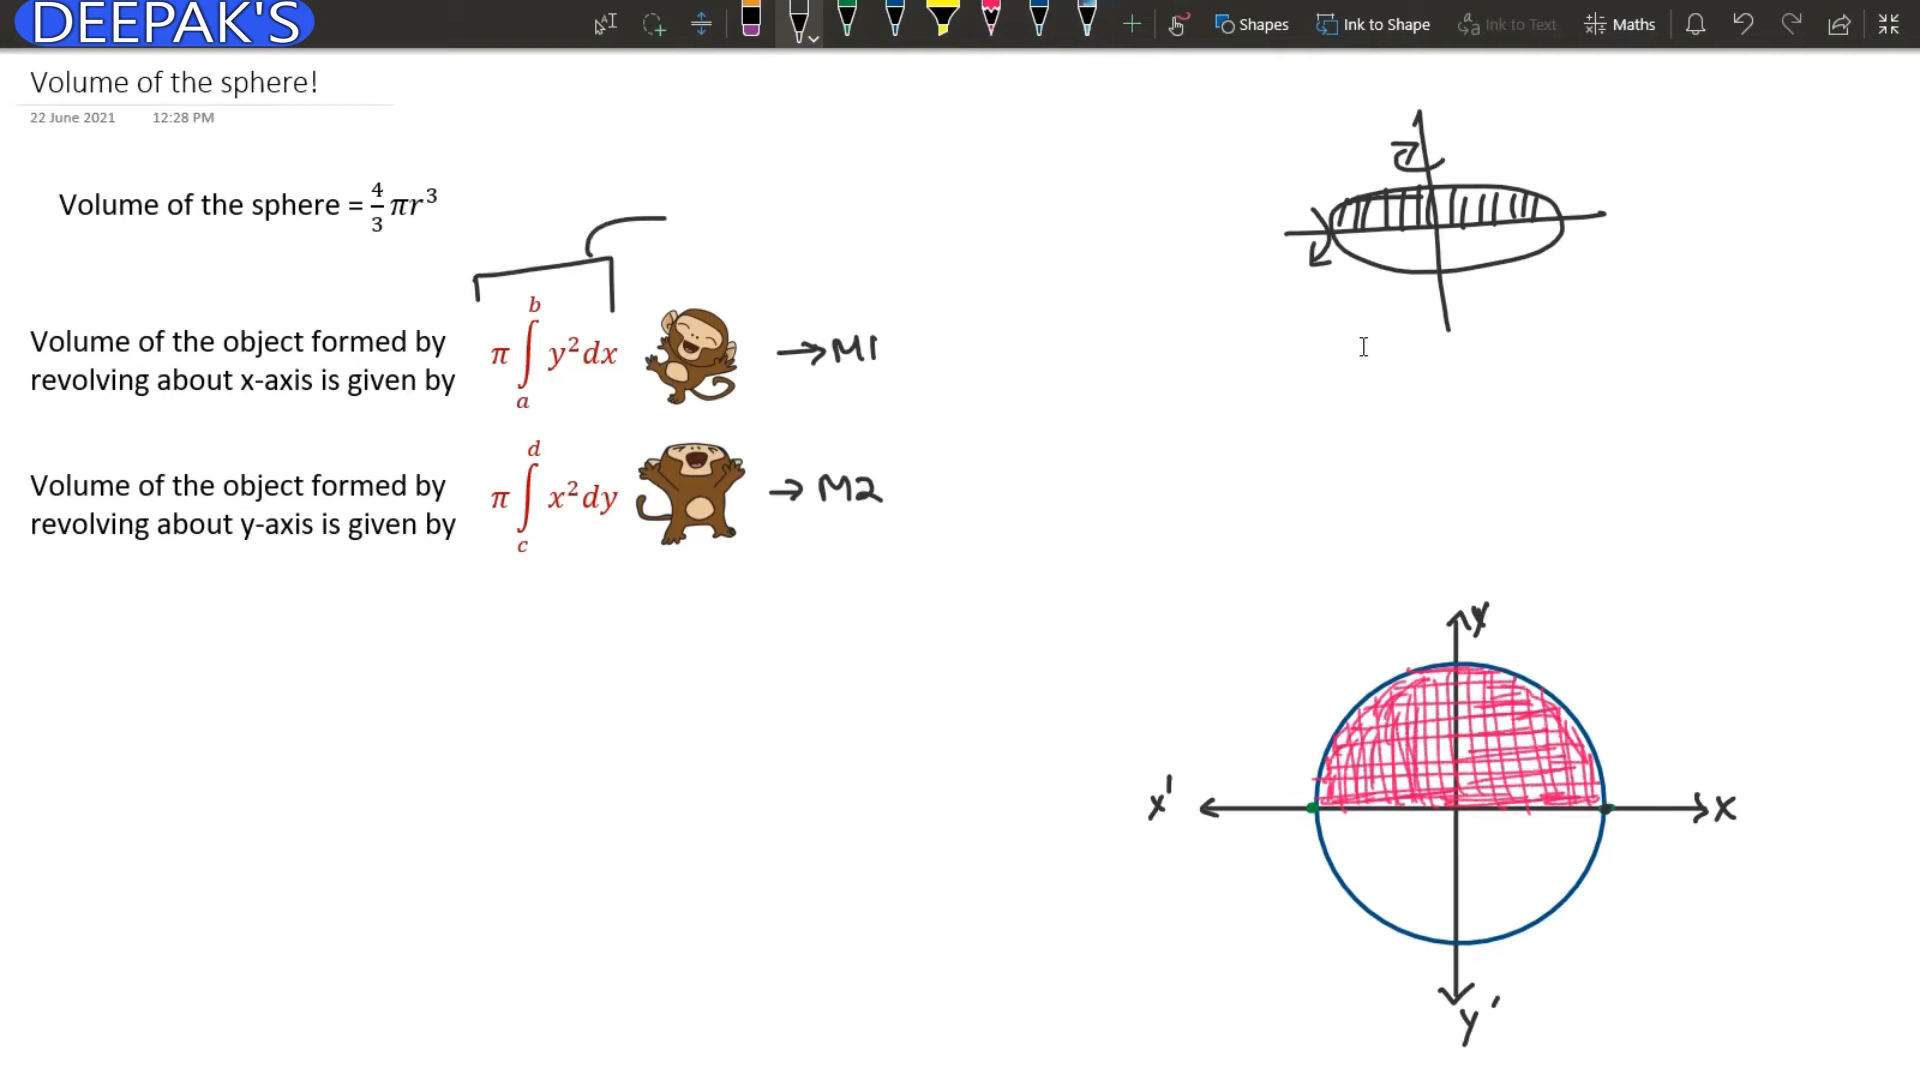 DEEPAK'S
Shapes
Ink to Shape
Ink to Text
Maths
Volume of the sphere!
22 June 2021 12:28 PM
Volume of the sphere = 4/3 πr³
Volume of the object formed by
revolving about x-axis is given by
π ∫ₐᵇ y²dx
→ M1
Volume of the object formed by
revolving about y-axis is given by
π ∫_c^d x²dy
→ M2
y
x'
x
y'